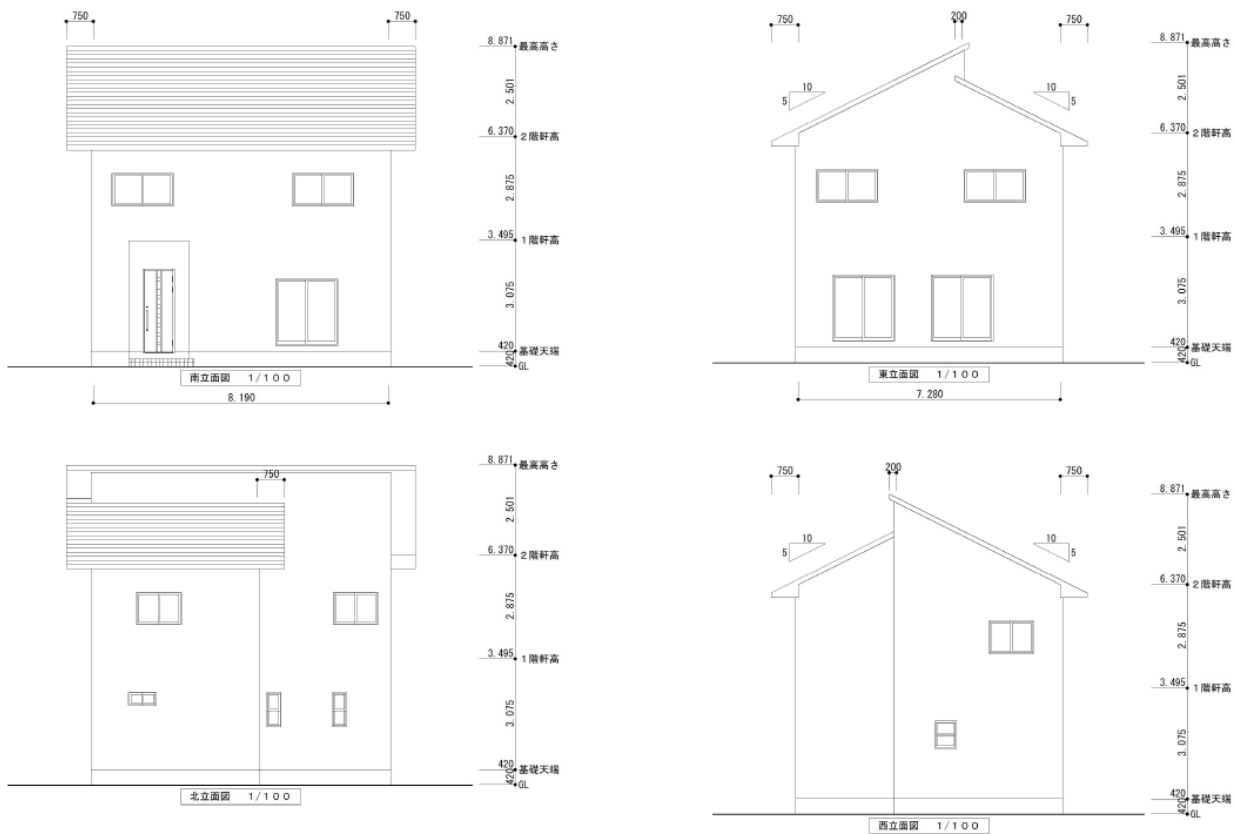 750
750
8.871 最高高さ
2.501
6.370 2階軒高
2.875
3.495 1階軒高
3.075
420 基礎天端
420
GL
南立面図 1/100
8.190
750
200
750
10
5
10
5
8.871 最高高さ
2.501
6.370 2階軒高
2.875
3.495 1階軒高
3.075
420 基礎天端
420
GL
東立面図 1/100
7.280
750
8.871 最高高さ
2.501
6.370 2階軒高
2.875
3.495 1階軒高
3.075
420 基礎天端
420
GL
北立面図 1/100
750
200
750
10
5
10
5
8.871 最高高さ
2.501
6.370 2階軒高
2.875
3.495 1階軒高
3.075
420 基礎天端
420
GL
西立面図 1/100